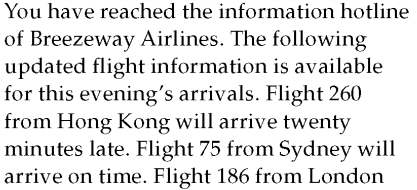 You have reached the information hotline
of Breezeway Airlines. The following
updated flight information is available
for this evening’s arrivals. Flight 260
from Hong Kong will arrive twenty
minutes late. Flight 75 from Sydney will
arrive on time. Flight 186 from London